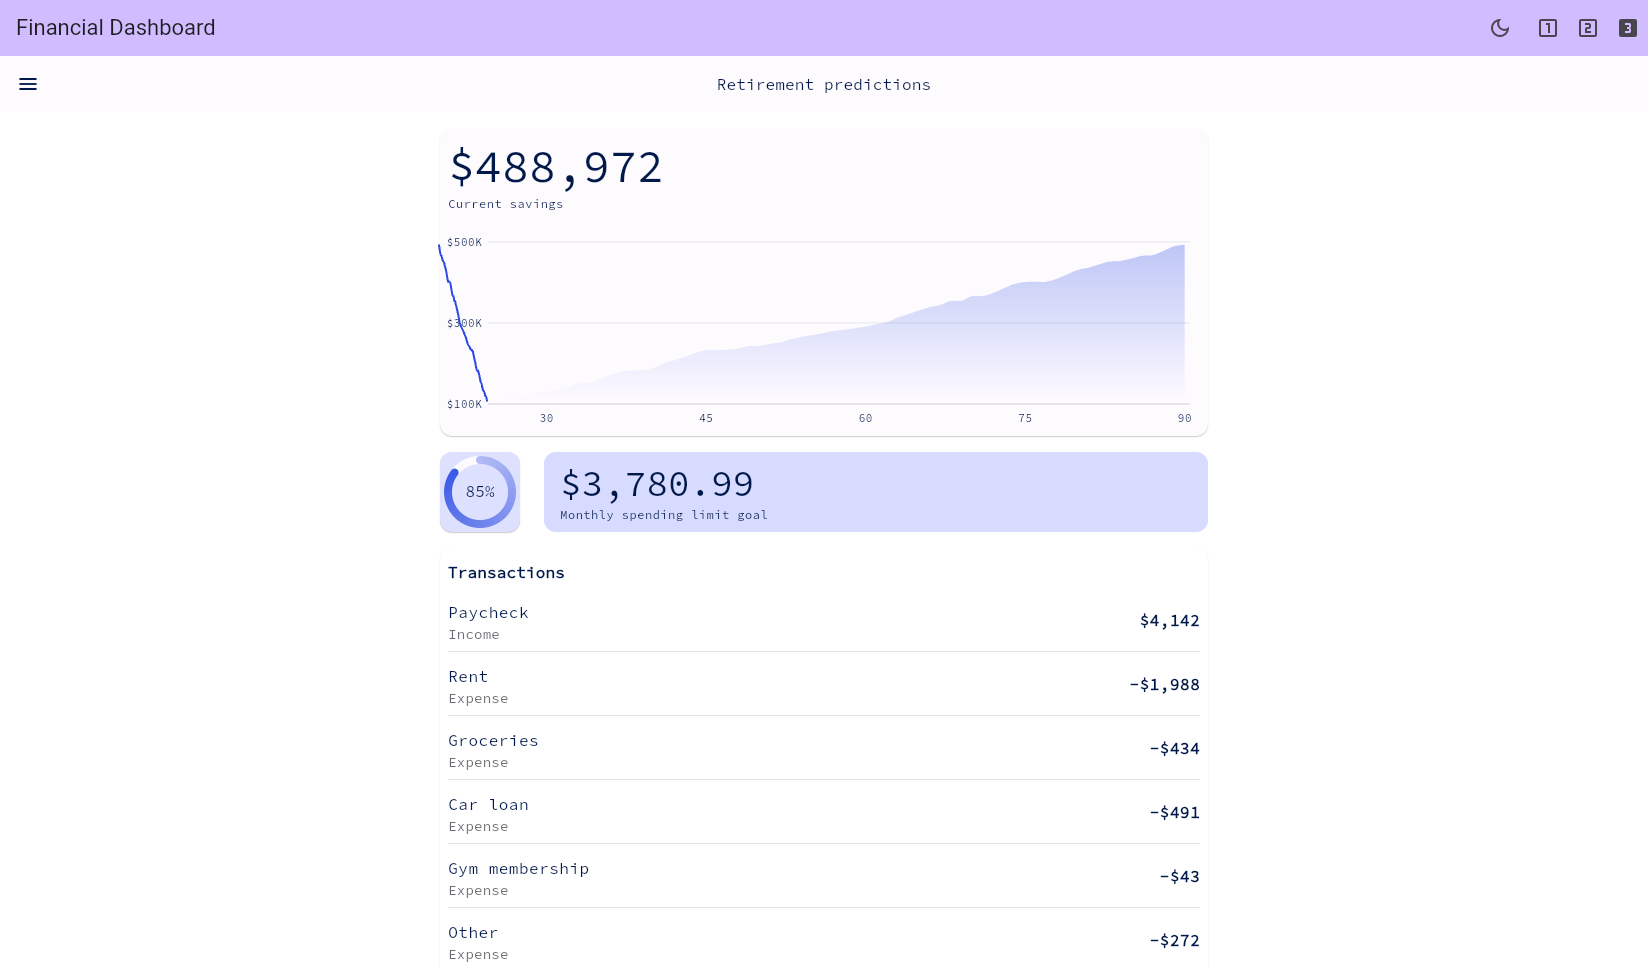 Financial Dashboard
1 2 3
Retirement predictions
$488,972
Current savings
$500K
$300K
$100K
30 45 60 75 90
85%
$3,780.99
Monthly spending limit goal
Transactions
Paycheck $4,142
Income
Rent -$1,988
Expense
Groceries -$434
Expense
Car loan -$491
Expense
Gym membership -$43
Expense
Other -$272
Expense